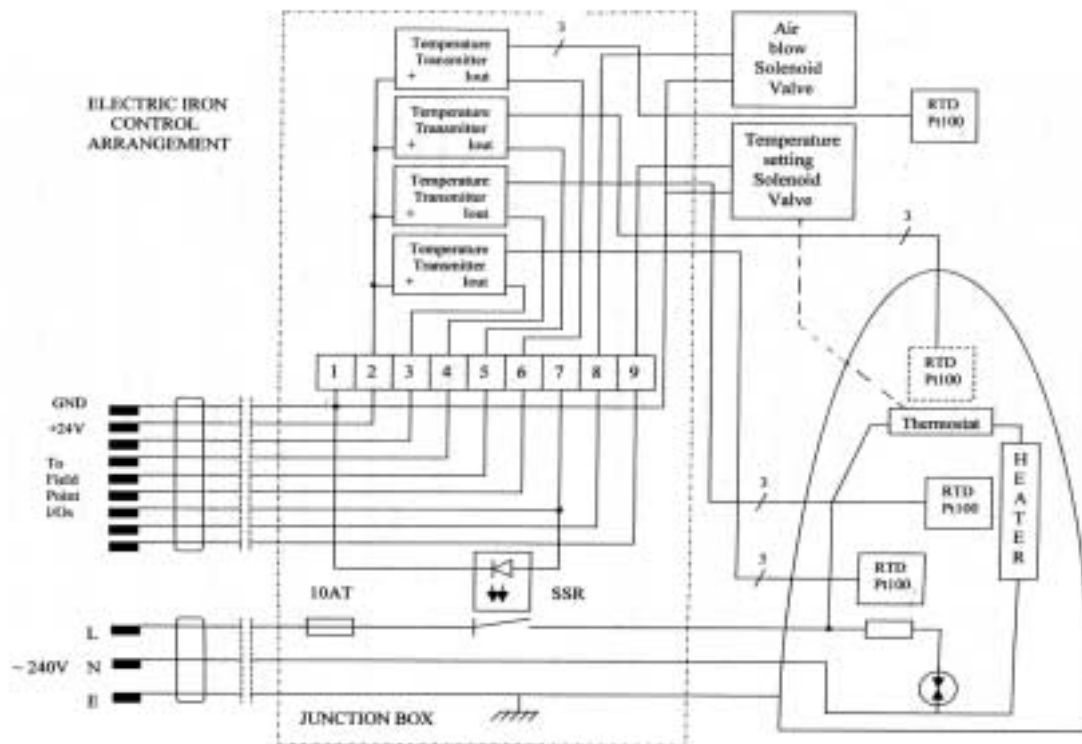 ELECTRIC IRON
CONTROL
ARRANGEMENT
Temperature
Transmitter
+ Iout
Temperature
Transmitter
+ Iout
Temperature
Transmitter
+ Iout
Temperature
Transmitter
+ Iout
3
Air
blow
Solenoid
Valve
RTD
Pt100
Temperature
setting
Solenoid
Valve
3
RTD
Pt100
Thermostat
HEATER
3
RTD
Pt100
3
RTD
Pt100
1 2 3 4 5 6 7 8 9
GND
+24V
To
Field
Point
I/Os
10AT
SSR
L
~ 240V N
E
JUNCTION BOX